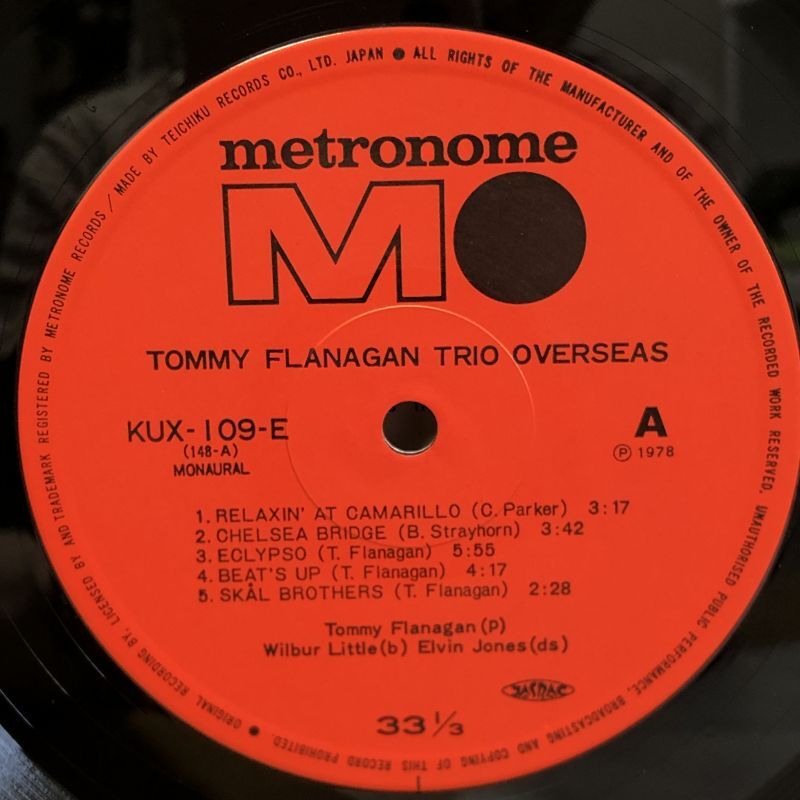 ORIGINAL RECORDING BY, LICENSED BY AND TRADEMARK REGISTERED BY METRONOME RECORDS / MADE BY TEICHIKU RECORDS CO., LTD. JAPAN ● ALL RIGHTS OF THE MANUFACTURER AND OF THE OWNER OF THE RECORDED WORK RESERVED. UNAUTHORISED PUBLIC PERFORMANCE, BROADCASTING AND COPYING OF THIS RECORD PROHIBITED. ●
metronome
MO
TOMMY FLANAGAN TRIO OVERSEAS
KUX-109-E
(148-A)
MONAURAL
A
Ⓟ 1978
1. RELAXIN' AT CAMARILLO (C. Parker) 3:17
2. CHELSEA BRIDGE (B. Strayhorn) 3:42
3. ECLYPSO (T. Flanagan) 5:55
4. BEAT'S UP (T. Flanagan) 4:17
5. SKÅL BROTHERS (T. Flanagan) 2:28
Tommy Flanagan (P)
Wilbur Little (b) Elvin Jones (ds)
JASRAC
33 1/3